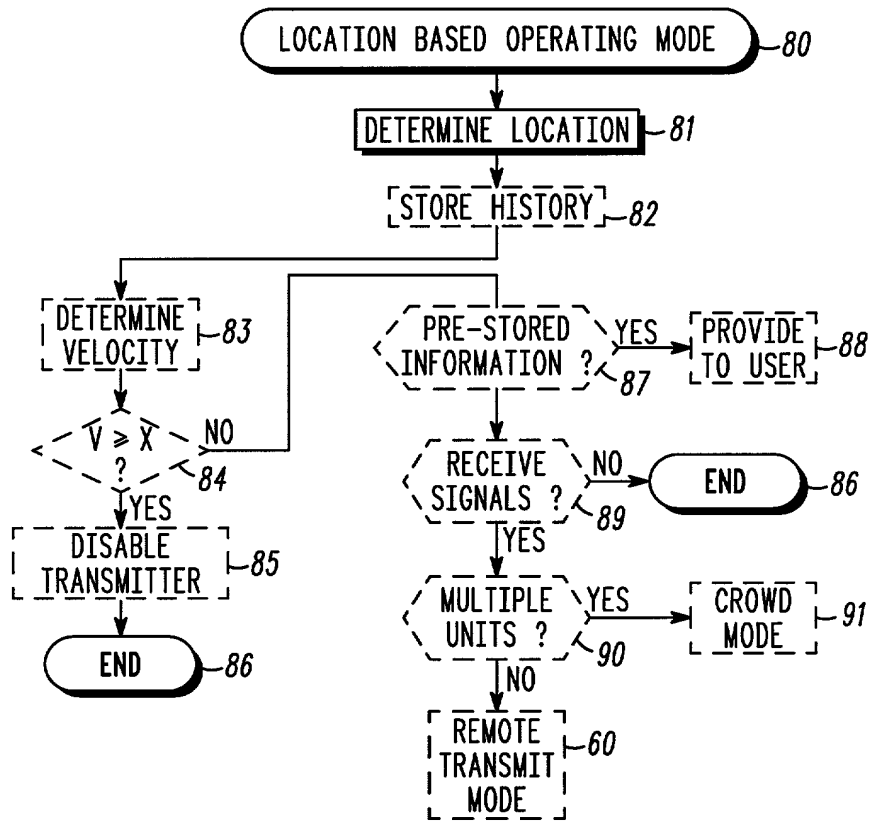 LOCATION BASED OPERATING MODE
80
DETERMINE LOCATION
81
STORE HISTORY
82
DETERMINE
VELOCITY
83
V ≥ X
?
84
NO
YES
DISABLE
TRANSMITTER
85
END
86
PRE-STORED
INFORMATION ?
87
YES
PROVIDE
TO USER
88
RECEIVE
SIGNALS ?
89
NO
END
86
YES
MULTIPLE
UNITS ?
90
YES
CROWD
MODE
91
NO
REMOTE
TRANSMIT
MODE
60